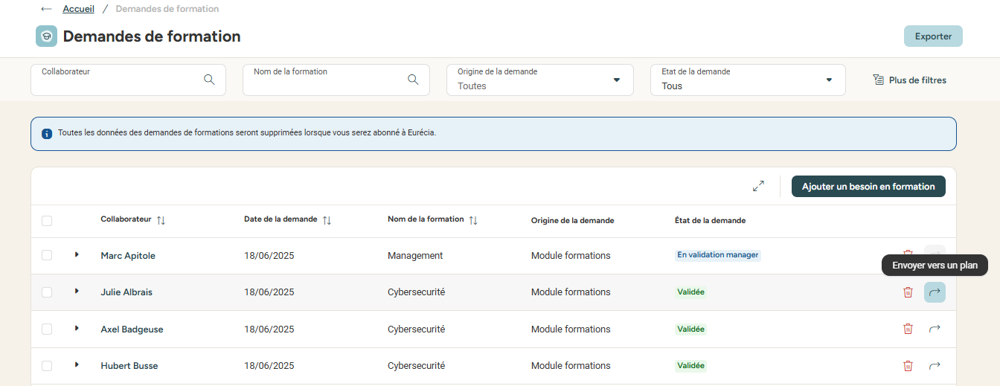 Accueil / Demandes de formation
Demandes de formation
Exporter
Collaborateur
Nom de la formation
Origine de la demande
Toutes
Etat de la demande
Tous
Plus de filtres
Toutes les données des demandes de formations seront supprimées lorsque vous serez abonné à Eurécia.
Ajouter un besoin en formation
Collaborateur Date de la demande Nom de la formation Origine de la demande État de la demande
Marc Apitole 18/06/2025 Management Module formations En validation manager
Envoyer vers un plan
Julie Albrais 18/06/2025 Cybersecurité Module formations Validée
Axel Badgeuse 18/06/2025 Cybersecurité Module formations Validée
Hubert Busse 18/06/2025 Cybersecurité Module formations Validée